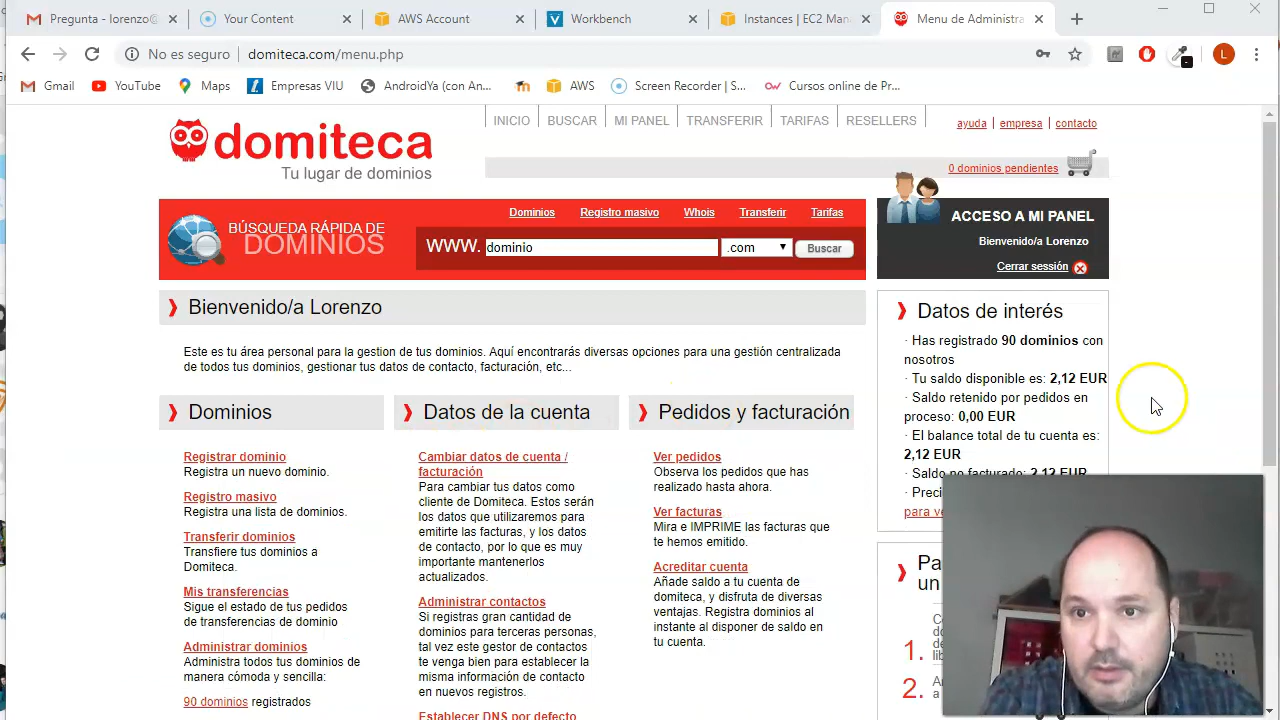 Pregunta - lorenzo@
Your Content
AWS Account
Workbench
Instances | EC2 Man
Menu de Administra
No es seguro
domiteca.com/menu.php
L
Gmail
YouTube
Maps
Empresas VIU
AndroidYa (con An...
AWS
Screen Recorder | S...
Cursos online de Pr...
domiteca
Tu lugar de dominios
INICIO
BUSCAR
MI PANEL
TRANSFERIR
TARIFAS
RESELLERS
ayuda | empresa | contacto
0 dominios pendientes
BÚSQUEDA RÁPIDA DE
DOMINIOS
Dominios
Registro masivo
Whois
Transferir
Tarifas
WWW.
dominio
.com
Buscar
ACCESO A MI PANEL
Bienvenido/a Lorenzo
Cerrar sesión
Bienvenido/a Lorenzo
Este es tu área personal para la gestion de tus dominios. Aquí encontrarás diversas opciones para una gestión centralizada
de todos tus dominios, gestionar tus datos de contacto, facturación, etc...
Dominios
Registrar dominio
Registra un nuevo dominio.
Registro masivo
Registra una lista de dominios.
Transferir dominio
Transfiere tus dominios a
Domiteca.
Mis transferencias
Sigue el estado de tus pedidos
de transferencias de dominio
Administrar dominios
Administra todos tus dominios de
manera cómoda y sencilla:
90 dominios registrados
Datos de la cuenta
Cambiar datos de cuenta /
facturación
Para cambiar tus datos como
cliente de Domiteca. Estos serán
los datos que utilizaremos para
emitirte las facturas, y los datos
de contacto, por lo que es muy
importante mantenerlos
actualizados.
Administrar contactos
Si registras gran cantidad de
dominios para terceras personas,
tal vez este gestor de contactos
te venga bien para establecer la
misma información de contacto
en nuevos registros.
Establecer DNS por defecto
Pedidos y facturación
Ver pedidos
Observa los pedidos que has
realizado hasta ahora.
Ver facturas
Mira e IMPRIME las facturas que
te hemos emitido.
Acreditar cuenta
Añade saldo a tu cuenta de
domiteca, y disfruta de diversas
ventajas. Registra dominios al
instante al disponer de saldo en
tu cuenta.
Datos de interés
· Has registrado 90 dominios con
nosotros
· Tu saldo disponible es: 2,12 EUR
· Saldo retenido por pedidos en
proceso: 0,00 EUR
· El balance total de tu cuenta es:
2,12 EUR
· Saldo no facturado: 2,12 EUR
1.
2.